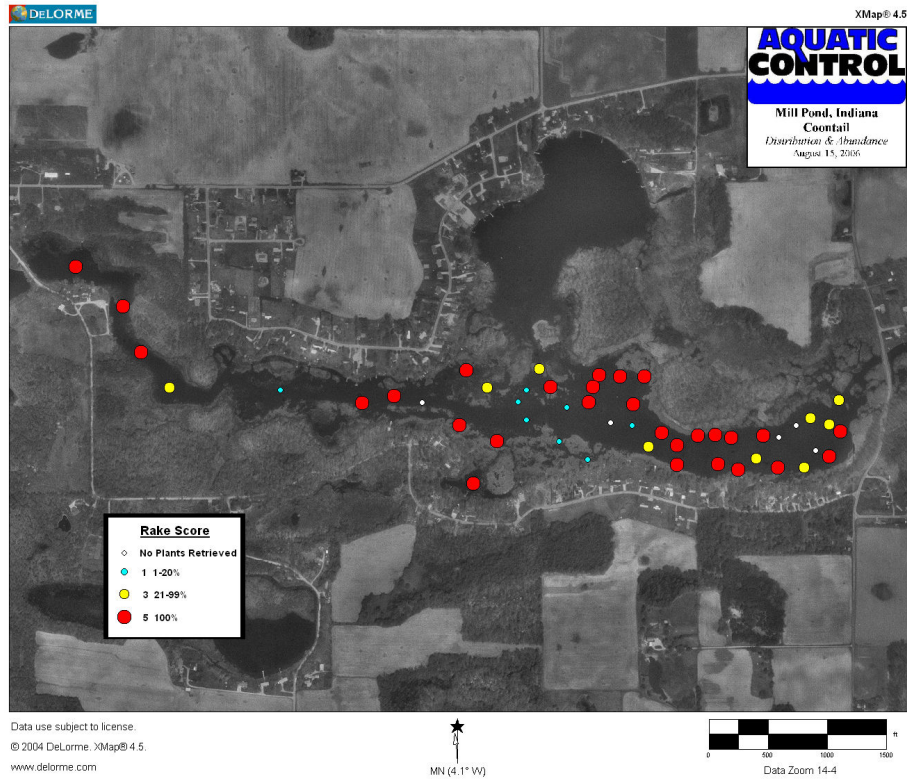 DELORME
XMap® 4.5
AQUATIC
CONTROL
Mill Pond, Indiana
Coontail
Distribution & Abundance
August 15, 2006
Rake Score
No Plants Retrieved
1 1-20%
3 21-99%
5 100%
Data use subject to license.
© 2004 DeLorme. XMap® 4.5.
www.delorme.com
MN (4.1° W)
ft
0 500 1000 1500
Data Zoom 14-4